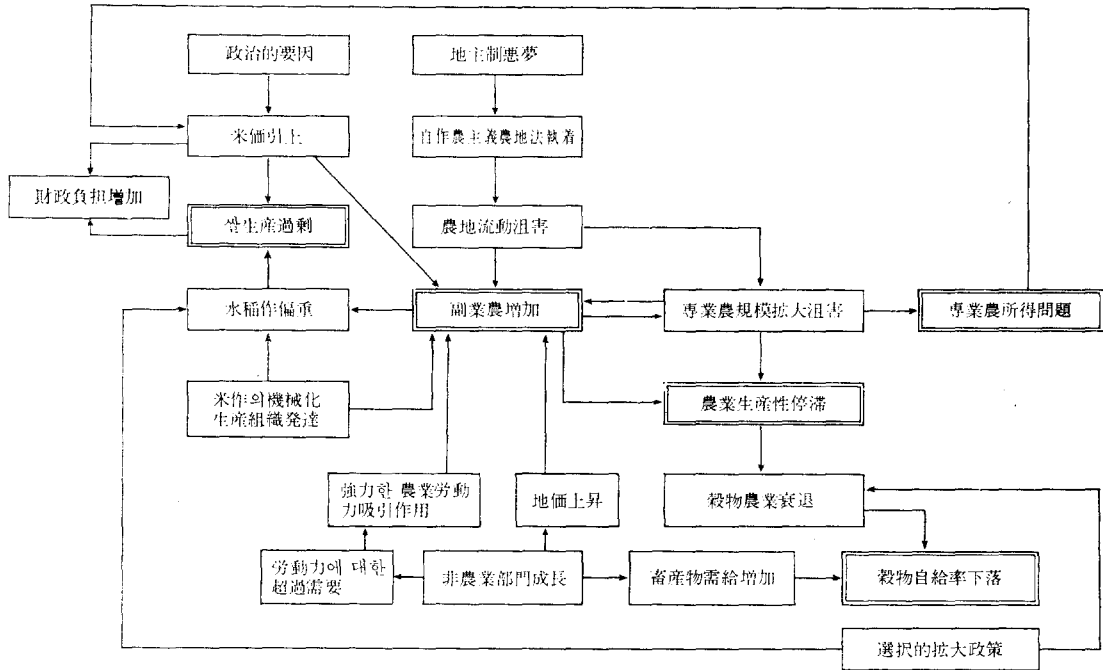 政治的要因
地主制悪夢
米価引上
自作農主義農地法執着
財政負担増加
쌀生産過剰
農地流動沮害
水稲作偏重
副業農増加
専業農規模拡大沮害
専業農所得問題
米作의機械化
生産組織発達
農業生産性停滞
強力한 農業労動
力吸引作用
地価上昇
穀物農業衰退
労動力에 대한
超過需要
非農業部門成長
畜産物需給増加
穀物自給率下落
選択的拡大政策